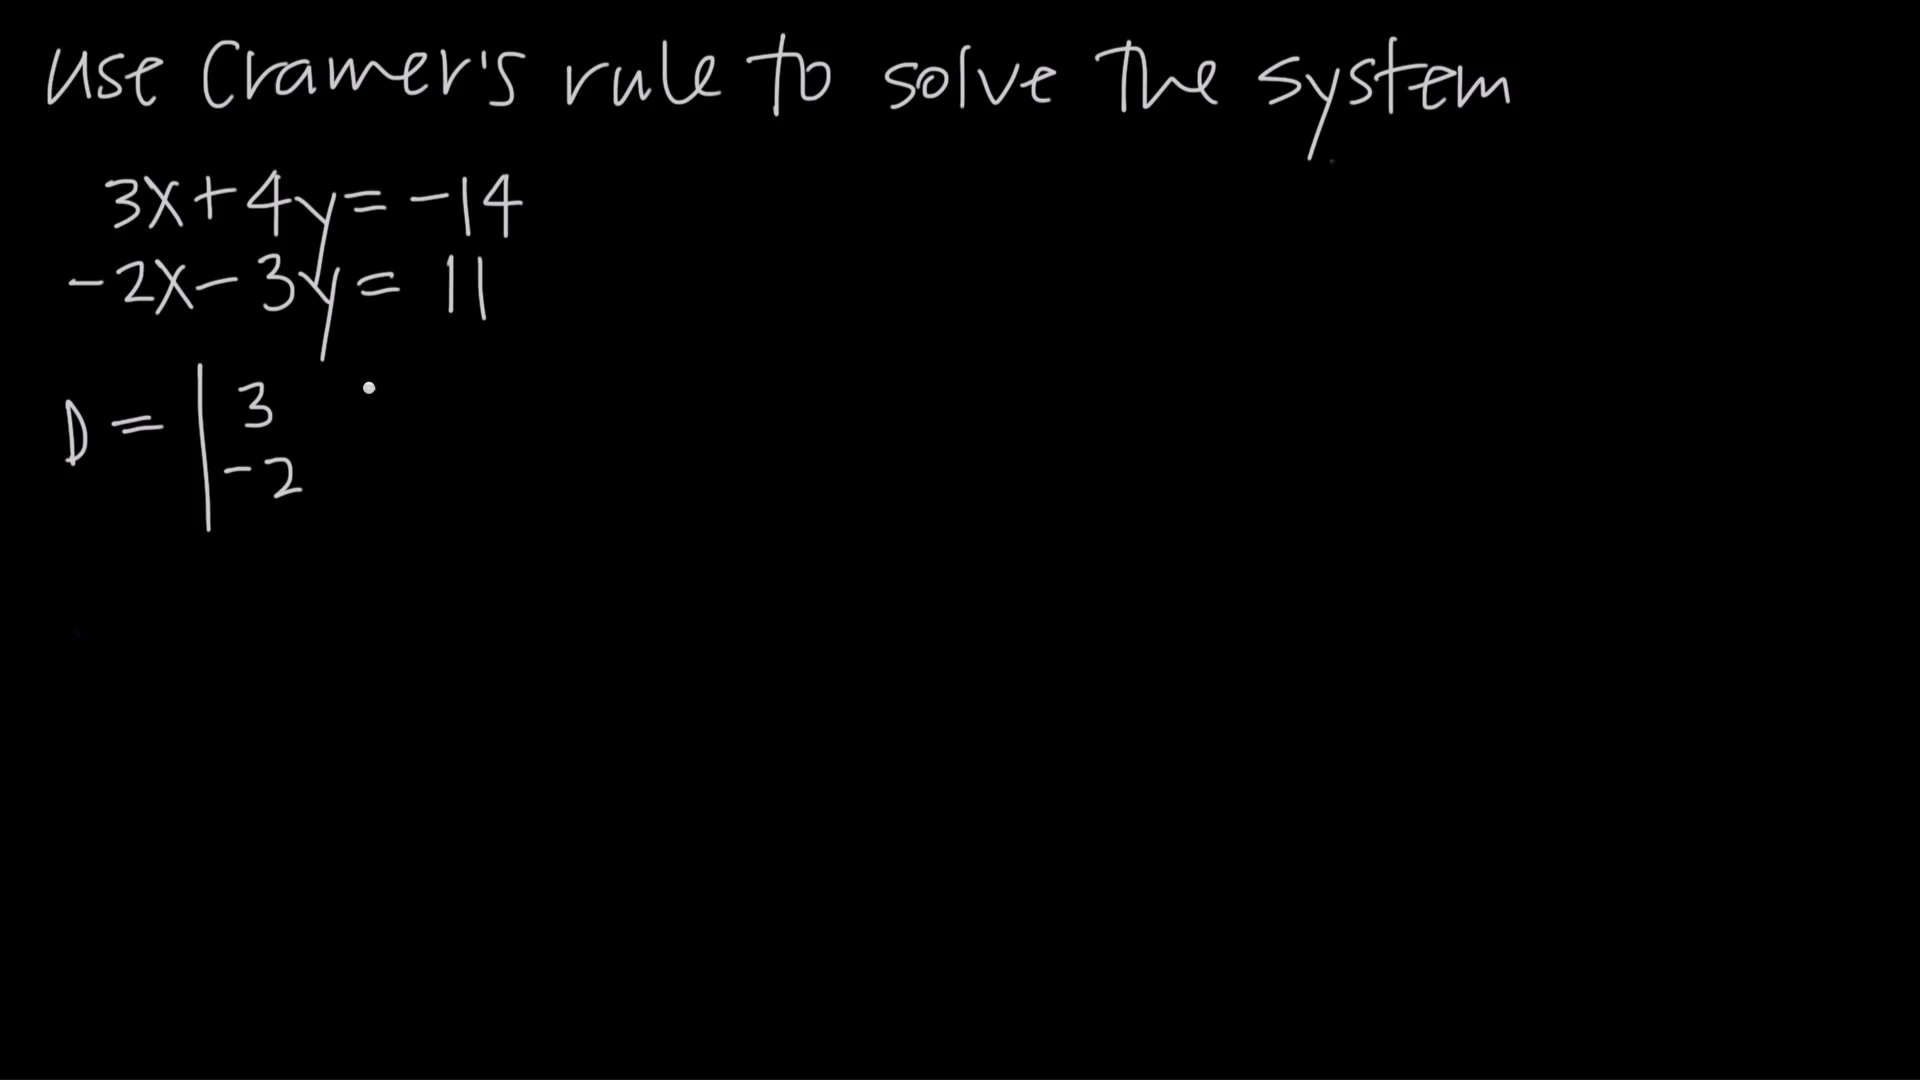 Use Cramer's rule to solve the system
3x+4y=-14
-2x-3y= 11
D = | 3
-2